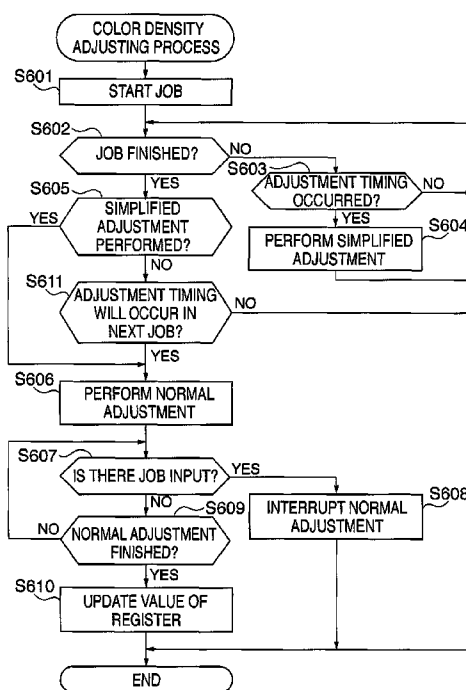 COLOR DENSITY
ADJUSTING PROCESS
S601
START JOB
S602
JOB FINISHED?
NO
YES
S603
ADJUSTMENT TIMING
OCCURRED?
NO
YES
S604
PERFORM SIMPLIFIED
ADJUSTMENT
S605
SIMPLIFIED
ADJUSTMENT
PERFORMED?
YES
NO
S611
ADJUSTMENT TIMING
WILL OCCUR IN
NEXT JOB?
NO
YES
S606
PERFORM NORMAL
ADJUSTMENT
S607
IS THERE JOB INPUT?
YES
NO
S608
INTERRUPT NORMAL
ADJUSTMENT
S609
NORMAL ADJUSTMENT
FINISHED?
NO
YES
S610
UPDATE VALUE OF
REGISTER
END